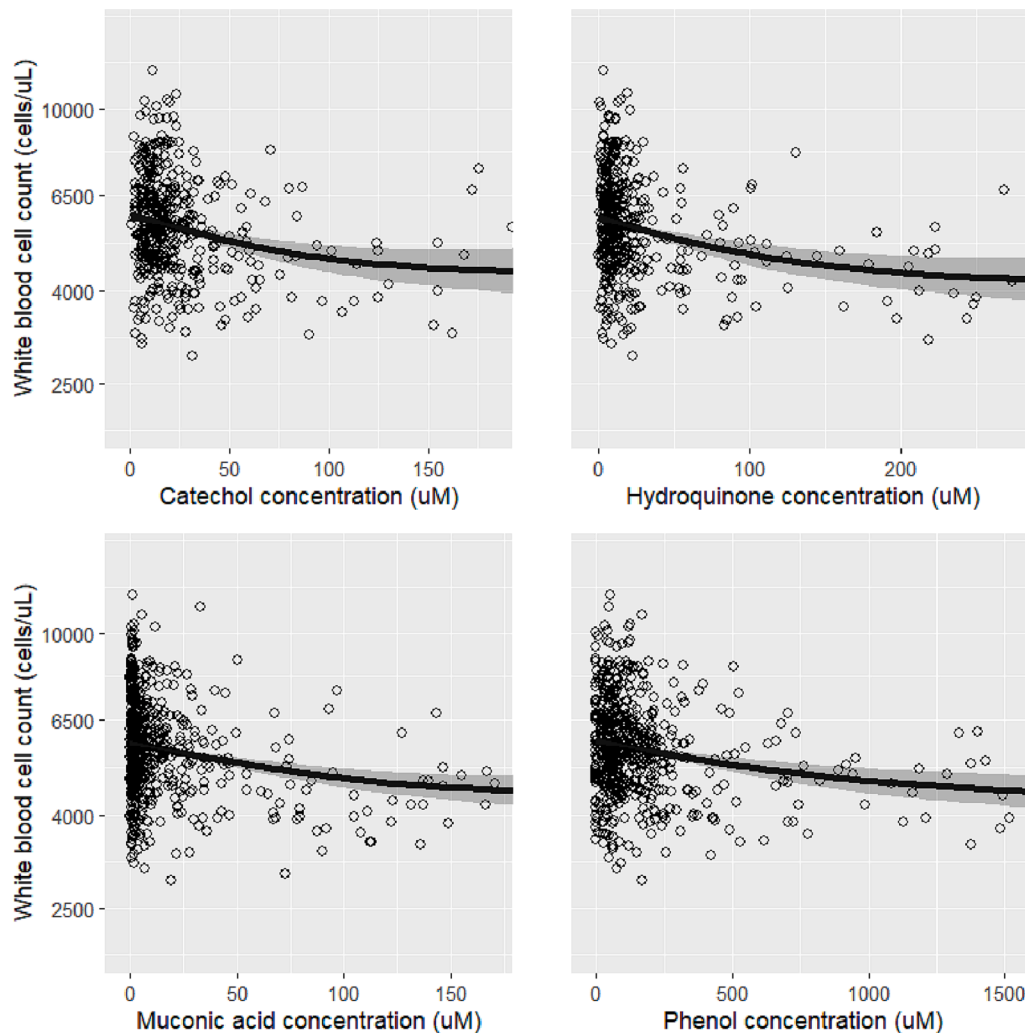 White blood cell count (cells/uL)
10000
6500
4000
2500
0 50 100 150
Catechol concentration (uM)
0 100 200
Hydroquinone concentration (uM)
White blood cell count (cells/uL)
10000
6500
4000
2500
0 50 100 150
Muconic acid concentration (uM)
0 500 1000 1500
Phenol concentration (uM)